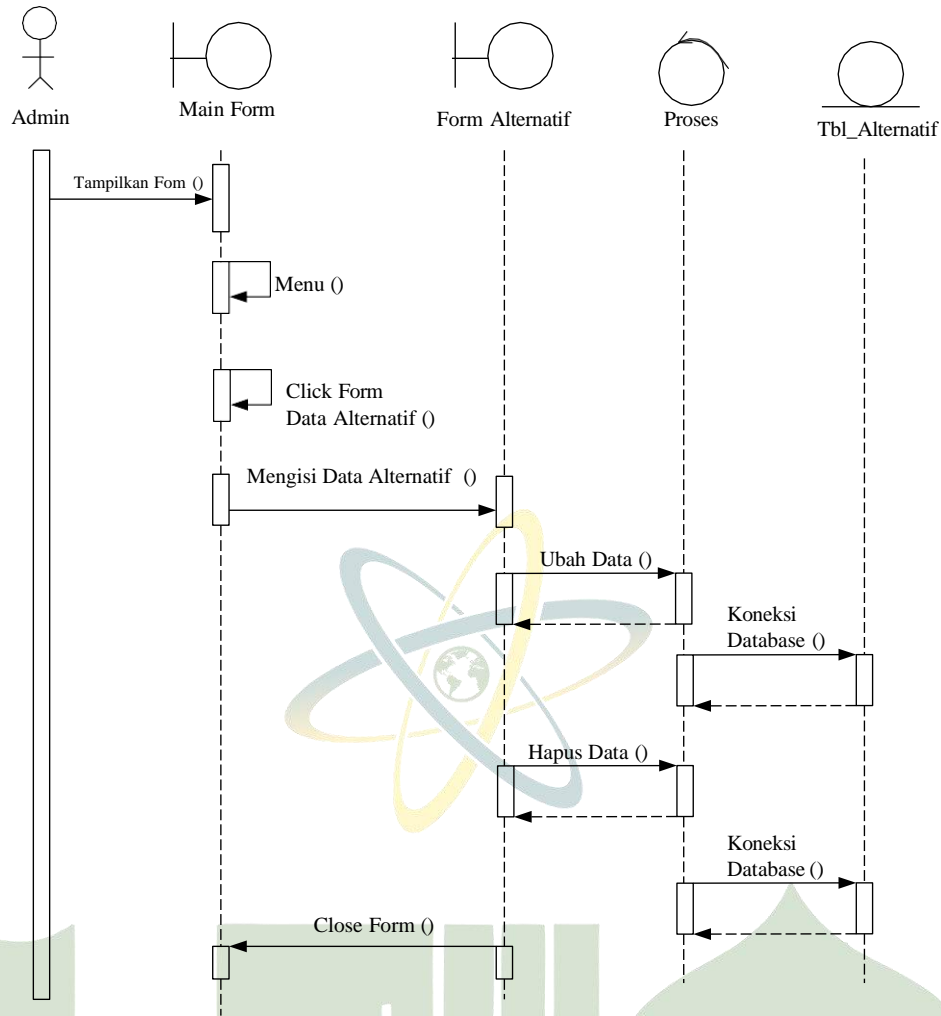 Admin
Main Form
Form Alternatif
Proses
Tbl_Alternatif
Tampilkan Fom ()
Menu ()
Click Form
Data Alternatif ()
Mengisi Data Alternatif ()
Ubah Data ()
Koneksi
Database ()
Hapus Data ()
Koneksi
Database ()
Close Form ()